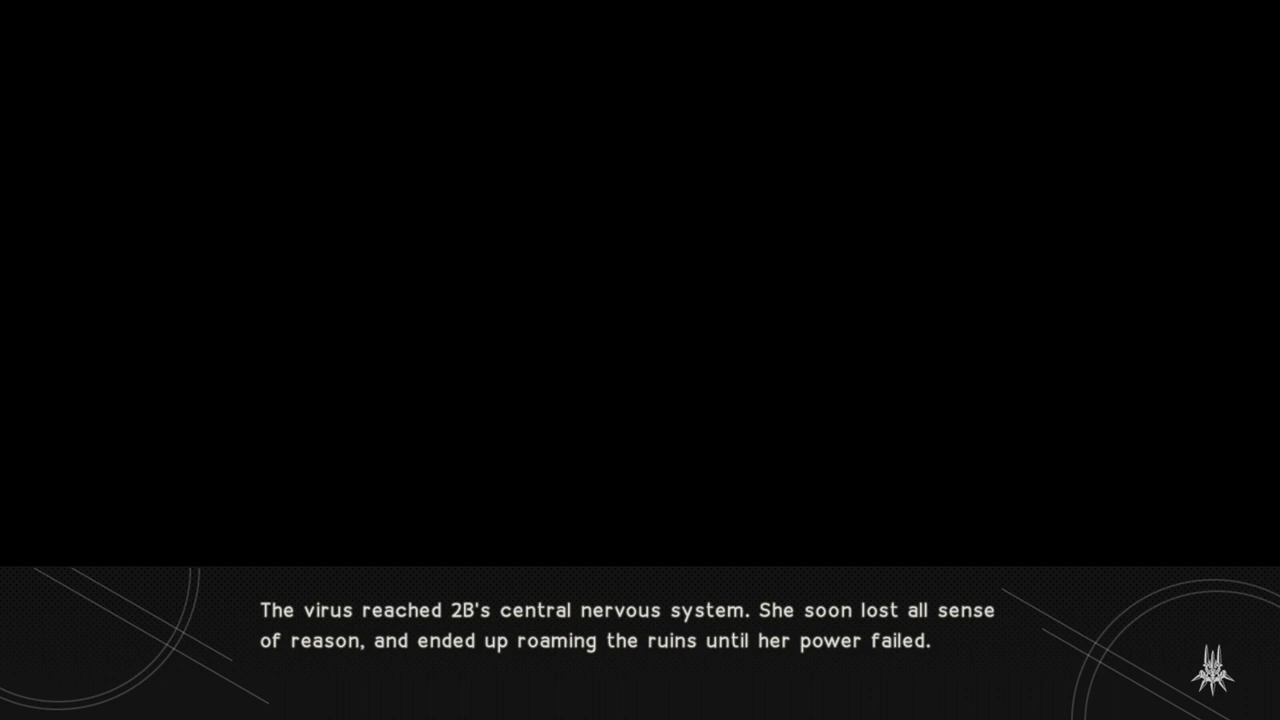 The virus reached 2B's central nervous system. She soon lost all sense
of reason, and ended up roaming the ruins until her power failed.